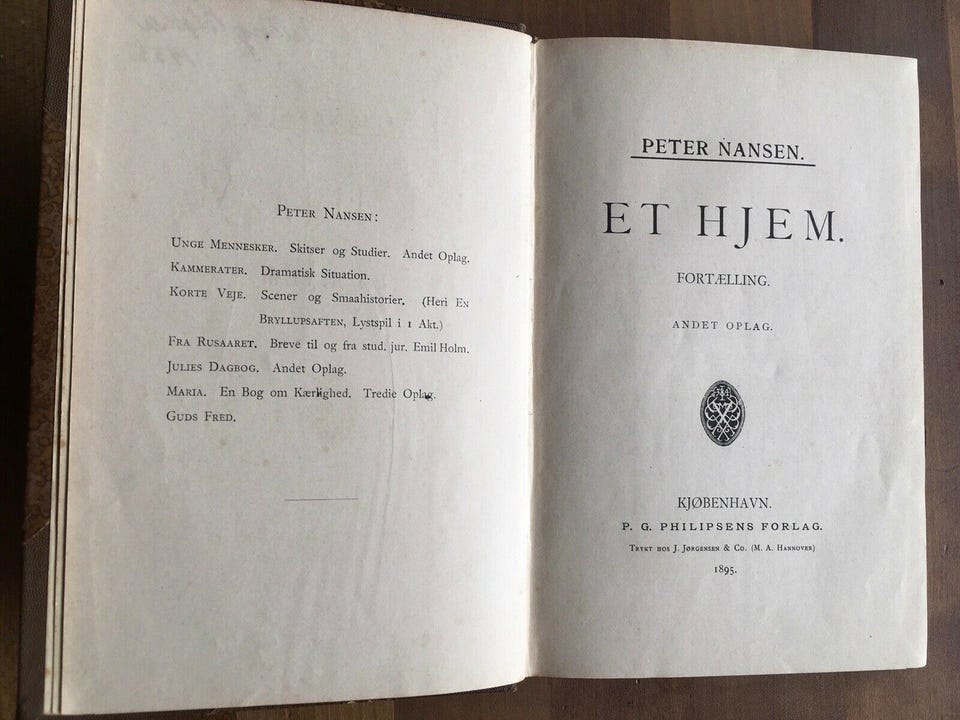 PETER NANSEN:
UNGE MENNESKER. Skitser og Studier. Andet Oplag.
KAMMERATER. Dramatisk Situation.
KORTE VEJE. Scener og Smaahistorier. (Heri EN
BRYLLUPSAFTEN, Lystspil i 1 Akt.)
FRA RUSAARET. Breve til og fra stud. jur. Emil Holm.
JULIES DAGBOG. Andet Oplag.
MARIA. En Bog om Kærlighed. Tredie Oplag.
GUDS FRED.
PETER NANSEN.
ET HJEM.
FORTÆLLING.
ANDET OPLAG.
KJØBENHAVN.
P. G. PHILIPSENS FORLAG.
TRYKT HOS J. JØRGENSEN & CO. (M. A. HANNOVER)
1895.